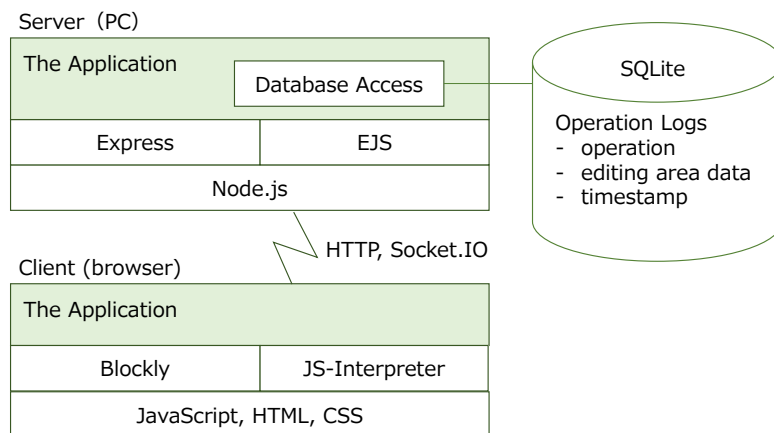 Server（PC）
The Application
Database Access
Express
EJS
Node.js
SQLite
Operation Logs
- operation
- editing area data
- timestamp
HTTP, Socket.IO
Client (browser)
The Application
Blockly
JS-Interpreter
JavaScript, HTML, CSS